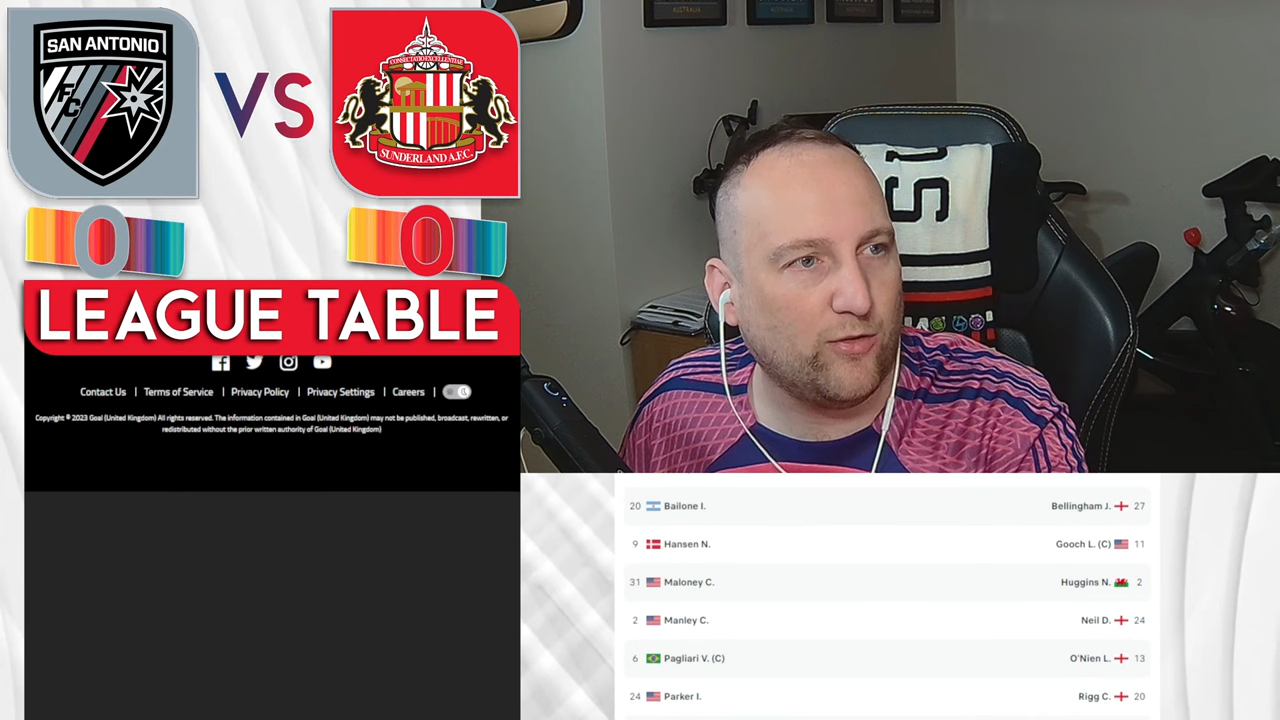 SAN ANTONIO
FC
VS
CONSECTATIO EXCELLENTIAE
SUNDERLAND A.F.C.
0
0
LEAGUE TABLE
Contact Us | Terms of Service | Privacy Policy | Privacy Settings | Careers |
Copyright © 2023 Goal (United Kingdom) All rights reserved. The information contained in Goal (United Kingdom) may not be published, broadcast, rewritten, or
redistributed without the prior written authority of Goal (United Kingdom)
AUSTRALIA
AUSTRALIA
20 Bailone I. Bellingham J. 27
9 Hansen N. Gooch L. (C) 11
31 Maloney C. Huggins N. 2
2 Manley C. Neil D. 24
6 Pagliari V. (C) O'Nien L. 13
24 Parker I. Rigg C. 20